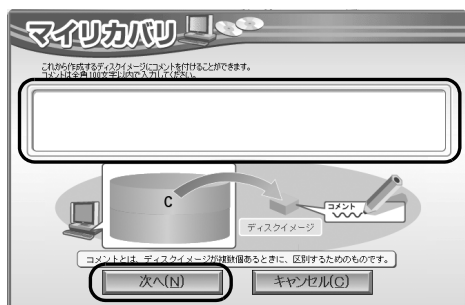 マイリカバリ
これから作成するディスクイメージにコメントを付けることができます。
コメントは全角100文字以内で入力してください。
C
コメント
ディスクイメージ
コメントとは、ディスクイメージが複数個あるときに、区別するためのものです。
次へ(N)
キャンセル(C)